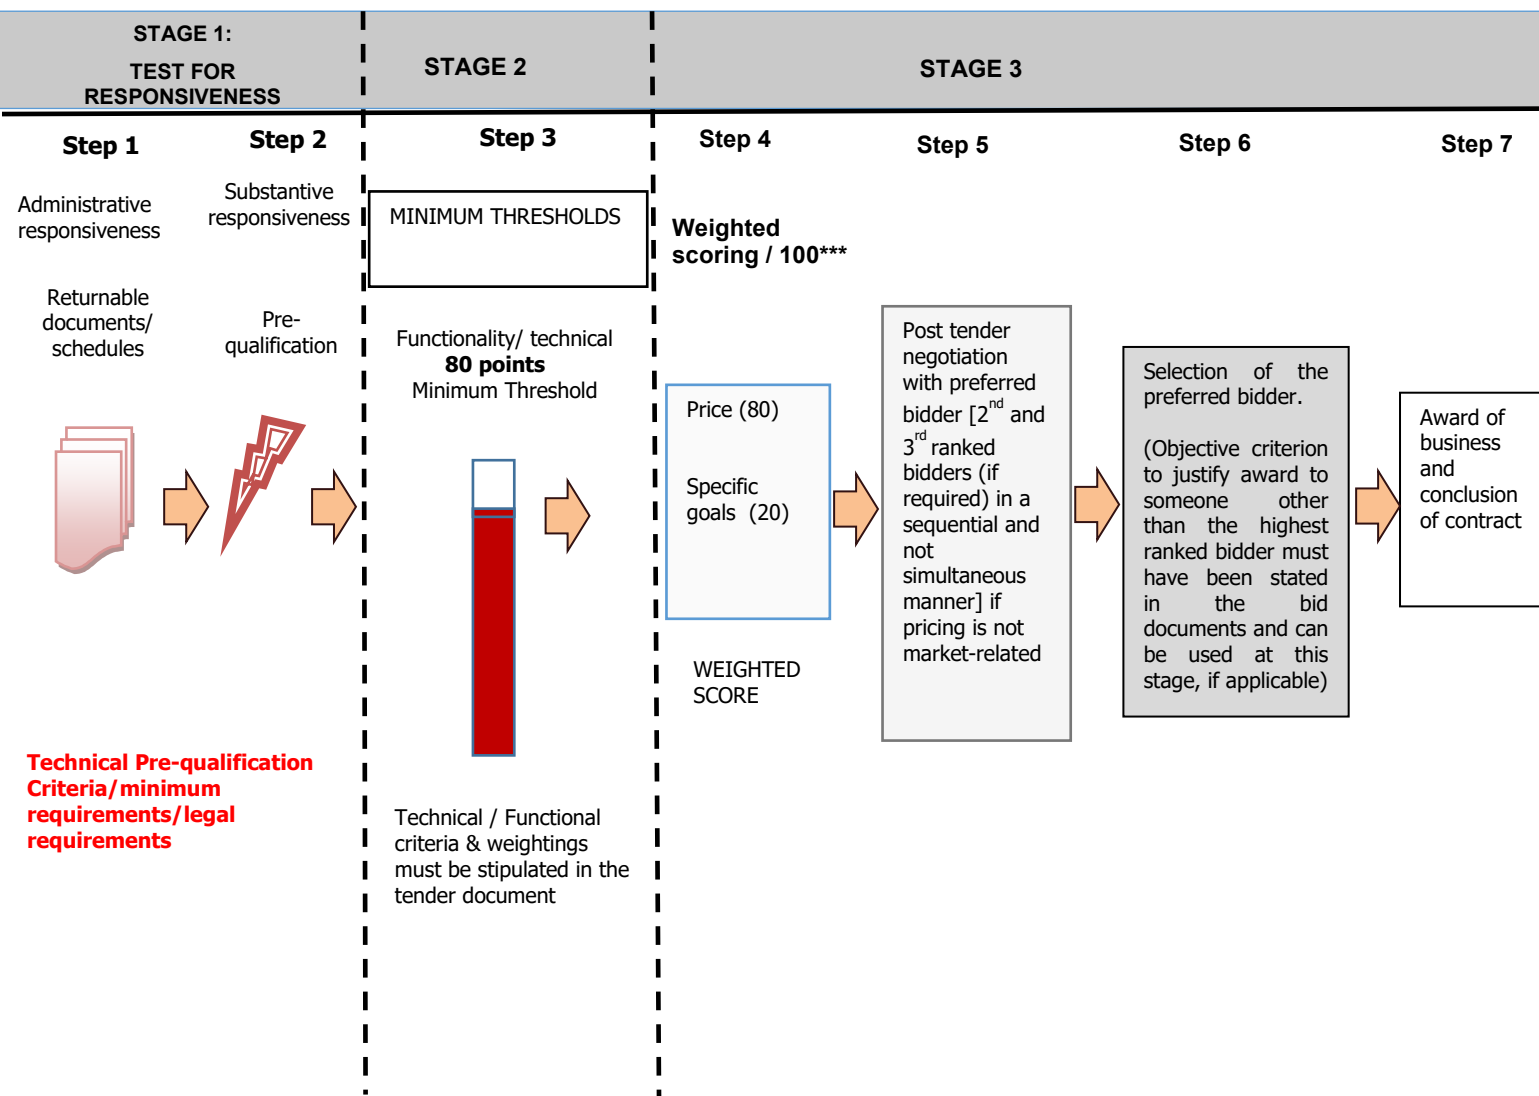 STAGE 1:
TEST FOR
RESPONSIVENESS
STAGE 2
STAGE 3
Step 1
Step 2
Step 3
Step 4
Step 5
Step 6
Step 7
Administrative
responsiveness
Returnable
documents/
schedules
Substantive
responsiveness
Pre-
qualification
Technical Pre-qualification
Criteria/minimum
requirements/legal
requirements
MINIMUM THRESHOLDS
Functionality/ technical
80 points
Minimum Threshold
Technical / Functional
criteria & weightings
must be stipulated in the
tender document
Weighted
scoring / 100***
Price (80)
Specific
goals (20)
WEIGHTED
SCORE
Post tender
negotiation
with preferred
bidder [2nd and
3rd ranked
bidders (if
required) in a
sequential and
not
simultaneous
manner] if
pricing is not
market-related
Selection of the
preferred bidder.
(Objective criterion
to justify award to
someone other
than the highest
ranked bidder must
have been stated
in the bid
documents and can
be used at this
stage, if applicable)
Award of
business
and
conclusion
of contract